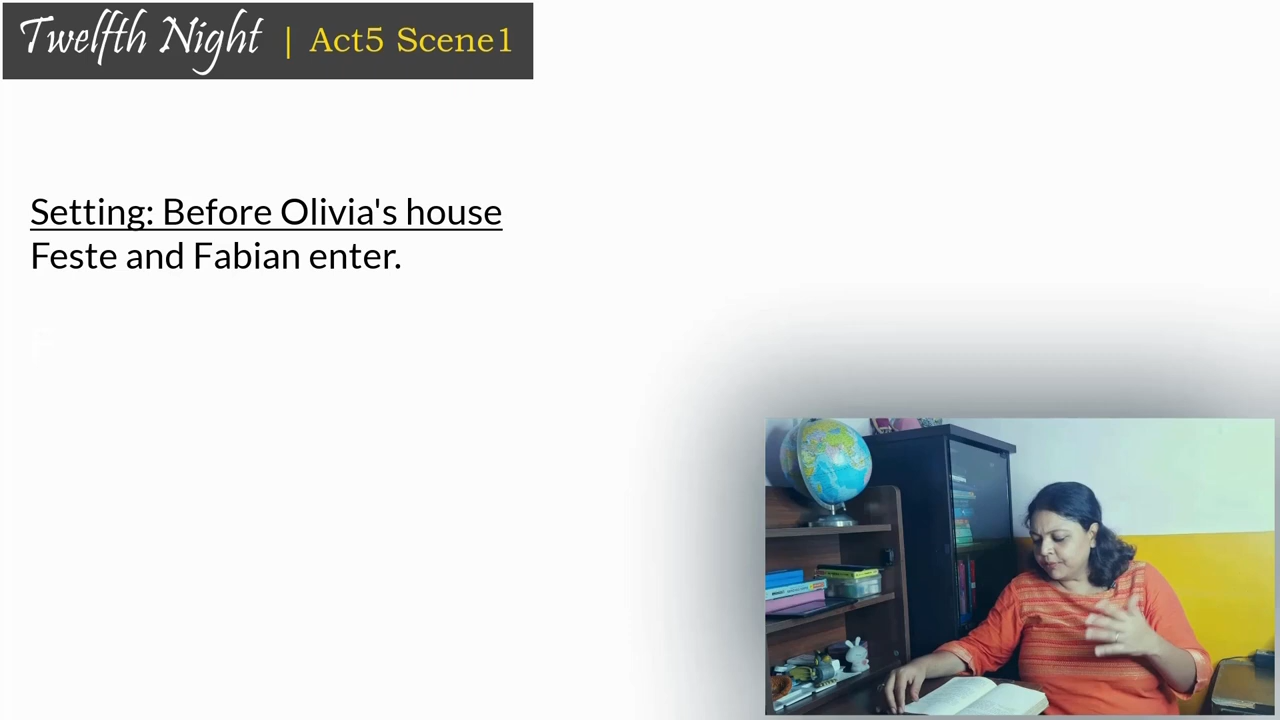 Twelfth Night | Act5 Scene1
Setting: Before Olivia's house
Feste and Fabian enter.